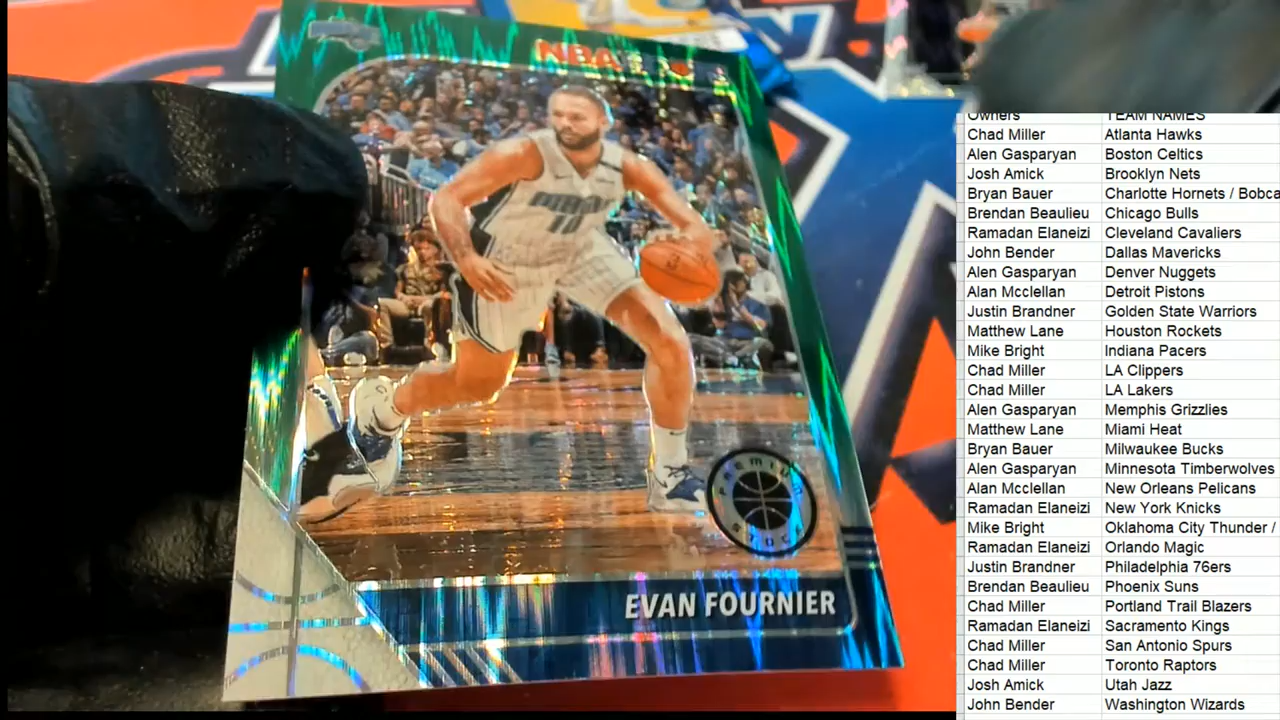 NBA
10
PREMIUM
STOCK
EVAN FOURNIER
Owners TEAM NAMES
Chad Miller Atlanta Hawks
Alen Gasparyan Boston Celtics
Josh Amick Brooklyn Nets
Bryan Bauer Charlotte Hornets / Bobca
Brendan Beaulieu Chicago Bulls
Ramadan Elaneizi Cleveland Cavaliers
John Bender Dallas Mavericks
Alen Gasparyan Denver Nuggets
Alan Mcclellan Detroit Pistons
Justin Brandner Golden State Warriors
Matthew Lane Houston Rockets
Mike Bright Indiana Pacers
Chad Miller LA Clippers
Chad Miller LA Lakers
Alen Gasparyan Memphis Grizzlies
Matthew Lane Miami Heat
Bryan Bauer Milwaukee Bucks
Alen Gasparyan Minnesota Timberwolves
Alan Mcclellan New Orleans Pelicans
Ramadan Elaneizi New York Knicks
Mike Bright Oklahoma City Thunder /
Ramadan Elaneizi Orlando Magic
Justin Brandner Philadelphia 76ers
Brendan Beaulieu Phoenix Suns
Chad Miller Portland Trail Blazers
Ramadan Elaneizi Sacramento Kings
Chad Miller San Antonio Spurs
Chad Miller Toronto Raptors
Josh Amick Utah Jazz
John Bender Washington Wizards